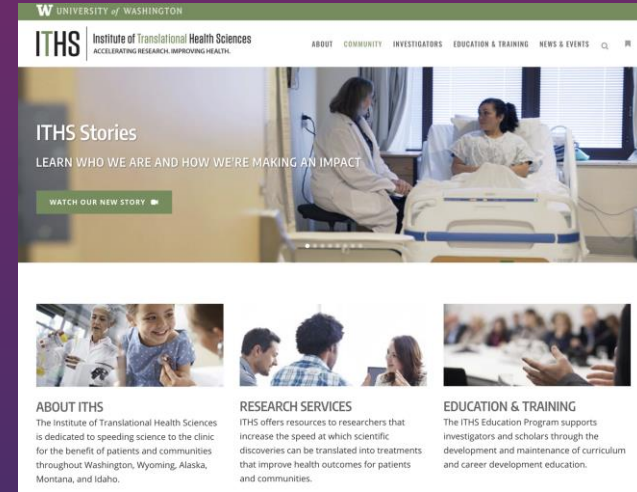 W UNIVERSITY of WASHINGTON
ITHS Institute of Translational Health Sciences
ACCELERATING RESEARCH. IMPROVING HEALTH.
ABOUT COMMUNITY INVESTIGATORS EDUCATION & TRAINING NEWS & EVENTS
ITHS Stories
LEARN WHO WE ARE AND HOW WE'RE MAKING AN IMPACT
WATCH OUR NEW STORY
ABOUT ITHS
The Institute of Translational Health Sciences
is dedicated to speeding science to the clinic
for the benefit of patients and communities
throughout Washington, Wyoming, Alaska,
Montana, and Idaho.
RESEARCH SERVICES
ITHS offers resources to researchers that
increase the speed at which scientific
discoveries can be translated into treatments
that improve health outcomes for patients
and communities.
EDUCATION & TRAINING
The ITHS Education Program supports
investigators and scholars through the
development and maintenance of curriculum
and career development education.